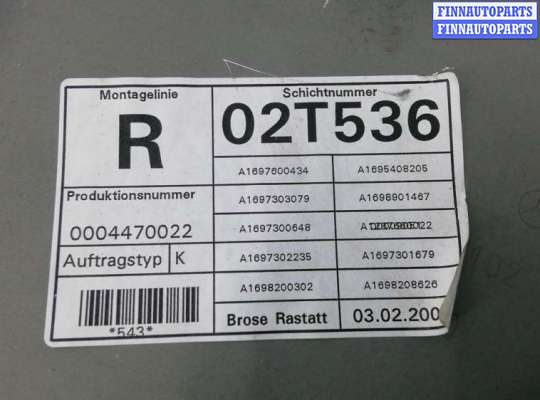 FINNAUTOPARTS
FINNAUTOPARTS
Montagelinie
R
Schichtnummer
02T536
A1697600434
A1695408205
A1697303079
A1698901467
Produktionsnummer
0004470022
A1697300648
Auftragstyp
K
A1697302235
A1697301679
A1698200302
A1698208626
*543*
Brose Rastatt
03.02.200